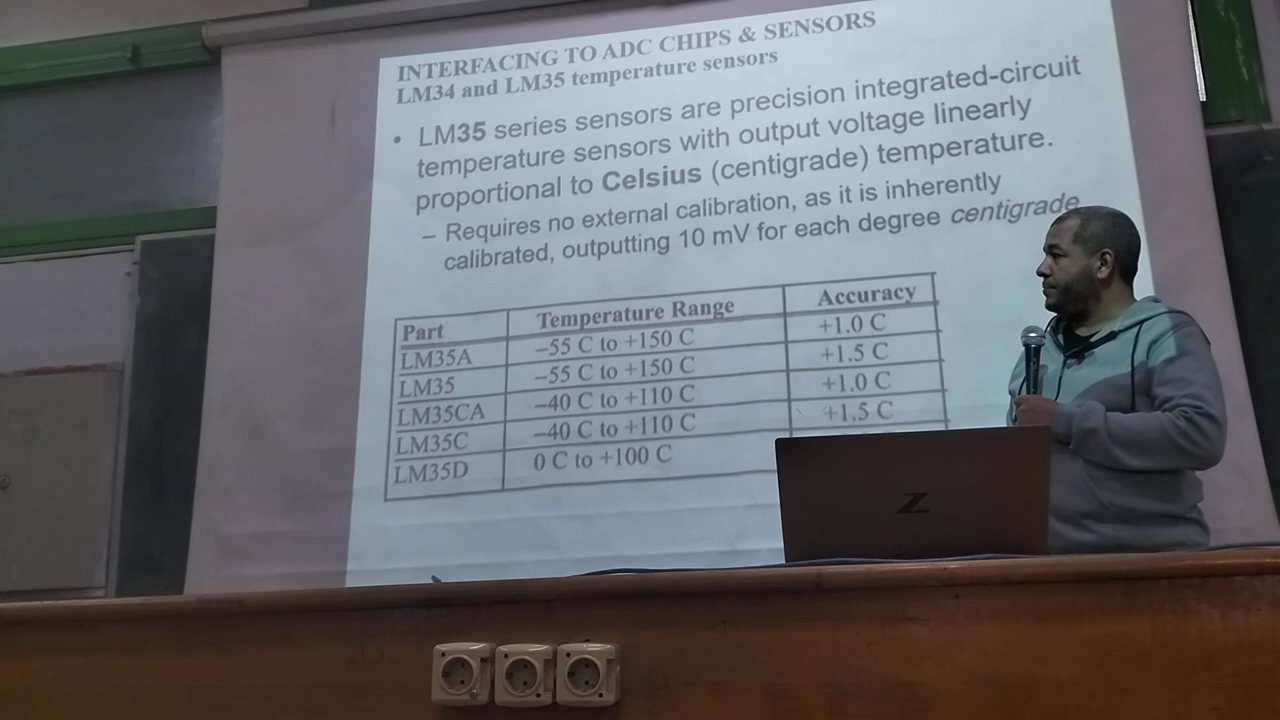 INTERFACING TO ADC CHIPS & SENSORS
LM34 and LM35 temperature sensors
• LM35 series sensors are precision integrated-circuit
temperature sensors with output voltage linearly
proportional to Celsius (centigrade) temperature.
– Requires no external calibration, as it is inherently
calibrated, outputting 10 mV for each degree centigrade
Part Temperature Range Accuracy
LM35A –55 C to +150 C +1.0 C
LM35 –55 C to +150 C +1.5 C
LM35CA –40 C to +110 C +1.0 C
LM35C –40 C to +110 C +1.5 C
LM35D 0 C to +100 C
Z